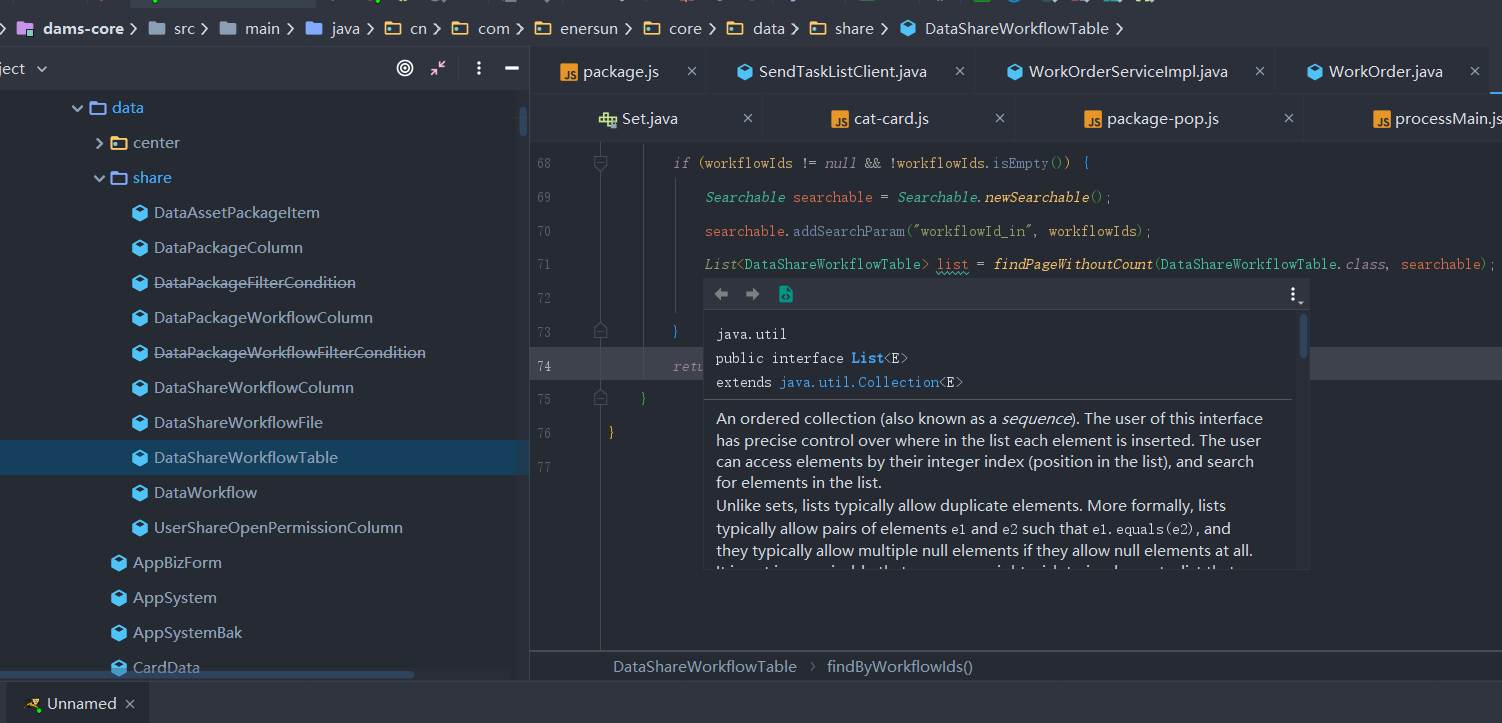 dams-core > src > main > java > cn > com > enersun > core > data > share > DataShareWorkflowTable >
ject
package.js
SendTaskListClient.java
WorkOrderServiceImpl.java
WorkOrder.java
Set.java
cat-card.js
package-pop.js
processMain.js
data
center
share
DataAssetPackageItem
DataPackageColumn
DataPackageFilterCondition
DataPackageWorkflowColumn
DataPackageWorkflowFilterCondition
DataShareWorkflowColumn
DataShareWorkflowFile
DataShareWorkflowTable
DataWorkflow
UserShareOpenPermissionColumn
AppBizForm
AppSystem
AppSystemBak
CardData
68 if (workflowIds != null && !workflowIds.isEmpty()) {
69 Searchable searchable = Searchable.newSearchable();
70 searchable.addSearchParam("workflowId_in", workflowIds);
71 List<DataShareWorkflowTable> list = findPageWithoutCount(DataShareWorkflowTable.class, searchable);
72
73 }
74 retu
75 }
76 }
77
java.util
public interface List<E>
extends java.util.Collection<E>
An ordered collection (also known as a sequence). The user of this interface
has precise control over where in the list each element is inserted. The user
can access elements by their integer index (position in the list), and search
for elements in the list.
Unlike sets, lists typically allow duplicate elements. More formally, lists
typically allow pairs of elements e1 and e2 such that e1.equals(e2), and
they typically allow multiple null elements if they allow null elements at all.
DataShareWorkflowTable > findByWorkflowIds()
Unnamed